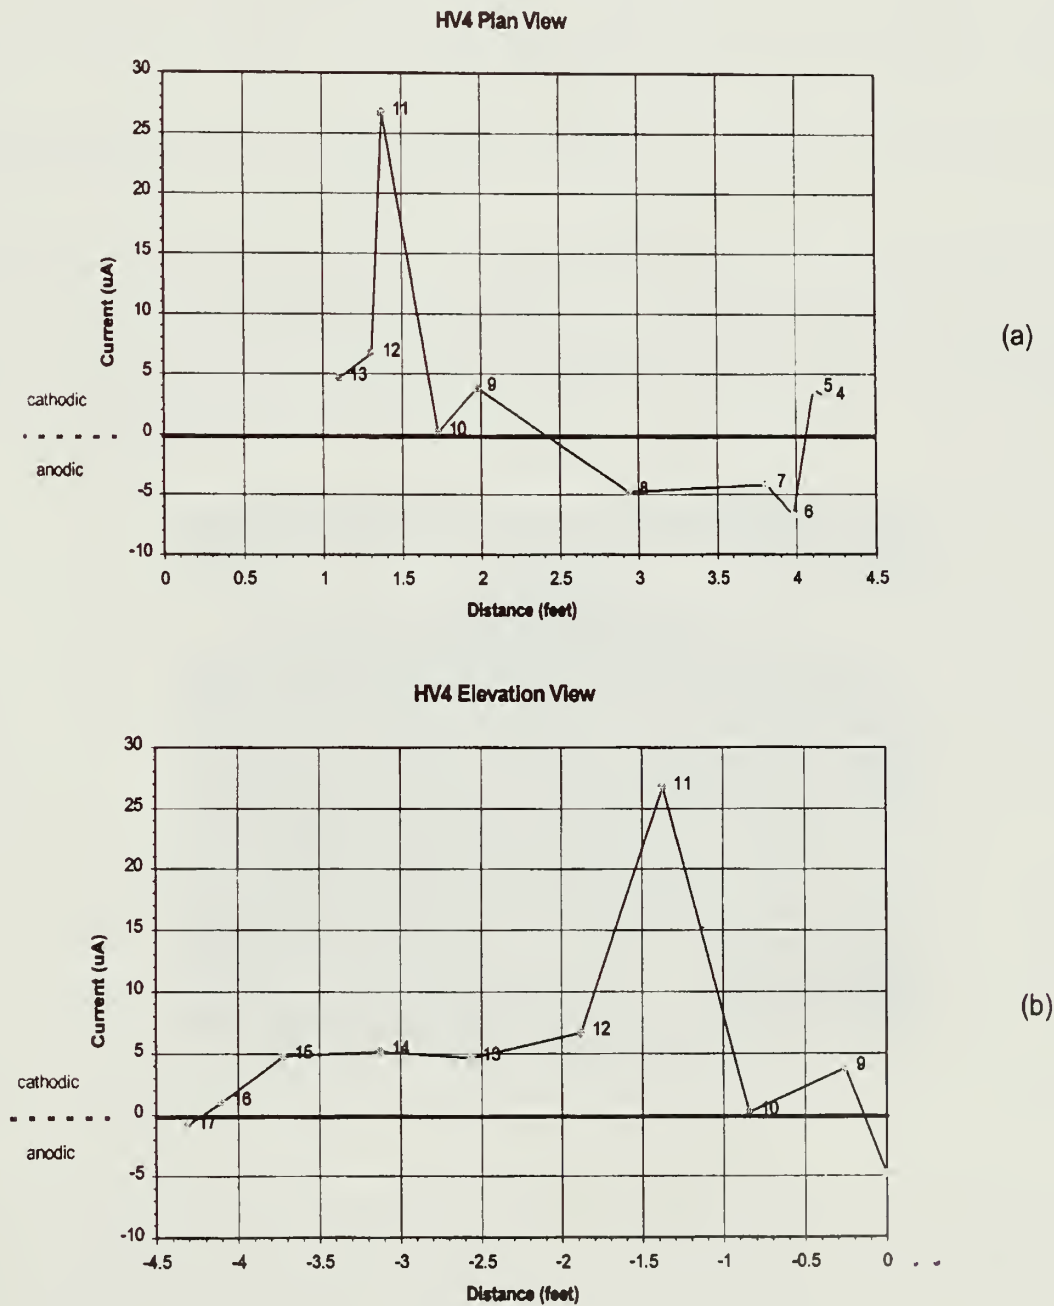 HV4 Plan View
30
25
20
15
10
5
0
-5
-10
Current (uA)
cathodic
anodic
11
12
13
10
9
8
7
6
5
4
0 0.5 1 1.5 2 2.5 3 3.5 4 4.5
Distance (feet)
(a)
HV4 Elevation View
30
25
20
15
10
5
0
-5
-10
Current (uA)
cathodic
anodic
17
16
15
14
13
12
11
10
9
-4.5 -4 -3.5 -3 -2.5 -2 -1.5 -1 -0.5 0
Distance (feet)
(b)